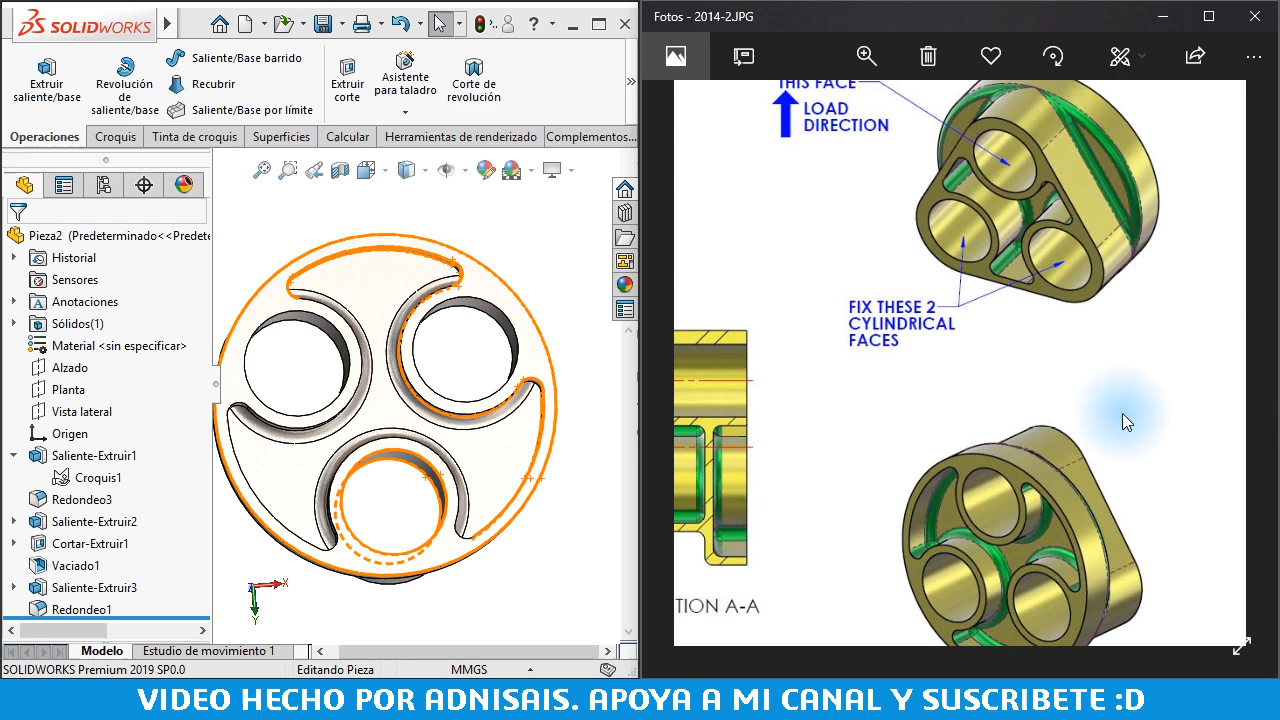 SOLIDWORKS
Extruir
saliente/base
Revolución
de
saliente/base
Saliente/Base barrido
Recubrir
Saliente/Base por límite
Extruir
corte
Asistente
para taladro
Corte de
revolución
Operaciones
Croquis
Tinta de croquis
Superficies
Calcular
Herramientas de renderizado
Complementos...
Pieza2 (Predeterminado<<Predete
Historial
Sensores
Anotaciones
Sólidos(1)
Material <sin especificar>
Alzado
Planta
Vista lateral
Origen
Saliente-Extruir1
Croquis1
Redondeo3
Saliente-Extruir2
Cortar-Extruir1
Vaciado1
Saliente-Extruir3
Redondeo1
X
Y
Modelo
Estudio de movimiento 1
SOLIDWORKS Premium 2019 SP0.0
Editando Pieza
MMGS
Fotos - 2014-2.JPG
THIS FACE
LOAD
DIRECTION
FIX THESE 2
CYLINDRICAL
FACES
TION A-A
VIDEO HECHO POR ADNISAIS. APOYA A MI CANAL Y SUSCRIBETE :D